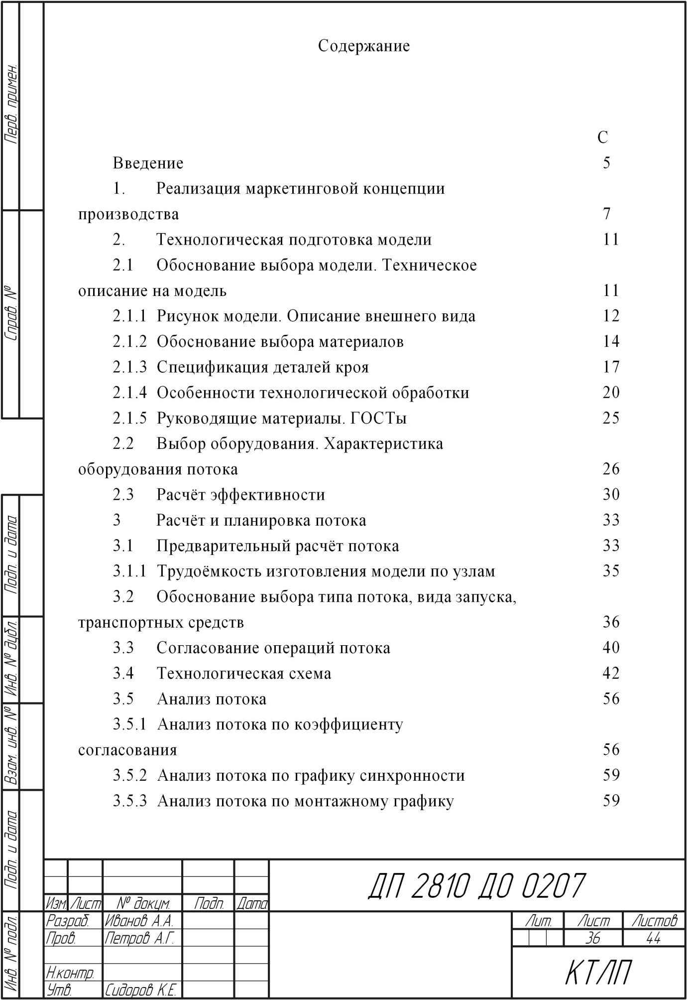 Содержание
С
Введение 5
1. Реализация маркетинговой концепции
производства 7
2. Технологическая подготовка модели 11
2.1 Обоснование выбора модели. Техническое
описание на модель 11
2.1.1 Рисунок модели. Описание внешнего вида 12
2.1.2 Обоснование выбора материалов 14
2.1.3 Спецификация деталей кроя 17
2.1.4 Особенности технологической обработки 20
2.1.5 Руководящие материалы. ГОСТы 25
2.2 Выбор оборудования. Характеристика
оборудования потока 26
2.3 Расчёт эффективности 30
3 Расчёт и планировка потока 33
3.1 Предварительный расчёт потока 33
3.1.1 Трудоёмкость изготовления модели по узлам 35
3.2 Обоснование выбора типа потока, вида запуска,
транспортных средств 36
3.3 Согласование операций потока 40
3.4 Технологическая схема 42
3.5 Анализ потока 56
3.5.1 Анализ потока по коэффициенту
согласования 56
3.5.2 Анализ потока по графику синхронности 59
3.5.3 Анализ потока по монтажному графику 59
Перв. примен.
Справ. №
Подп. и дата
Инв. № дубл.
Взам. инв. №
Подп. и дата
Инв. № подл.
ДП 2810 ДО 0207
Изм. Лист № докум. Подп. Дата
Разраб. Иванов А.А.
Пров. Петров А.Г.
Н.контр.
Утв. Сидоров К.Е.
Лит. Лист Листов
36 44
КТЛП